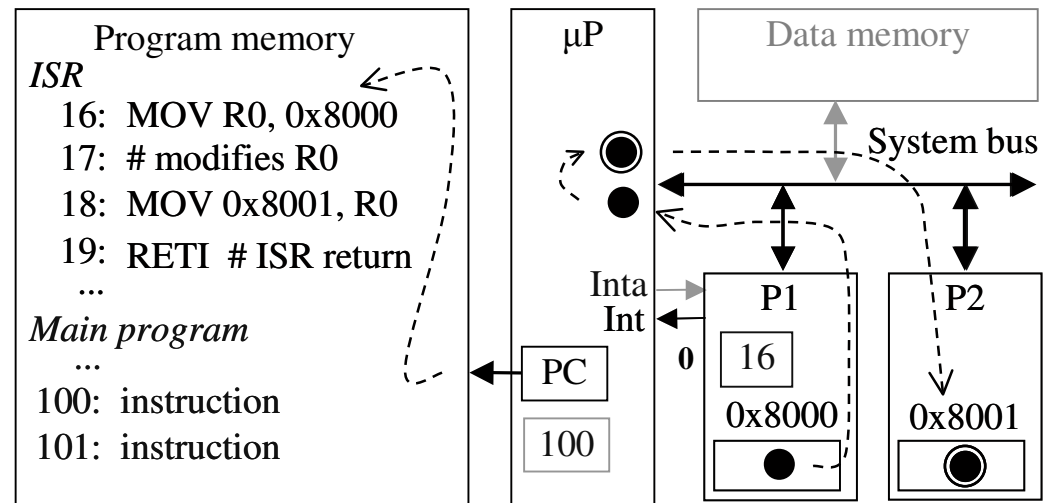 Program memory
ISR
16: MOV R0, 0x8000
17: # modifies R0
18: MOV 0x8001, R0
19: RETI # ISR return
...
Main program
...
100: instruction
101: instruction
μP
Inta
Int
PC
100
Data memory
System bus
P1
0
16
0x8000
P2
0x8001